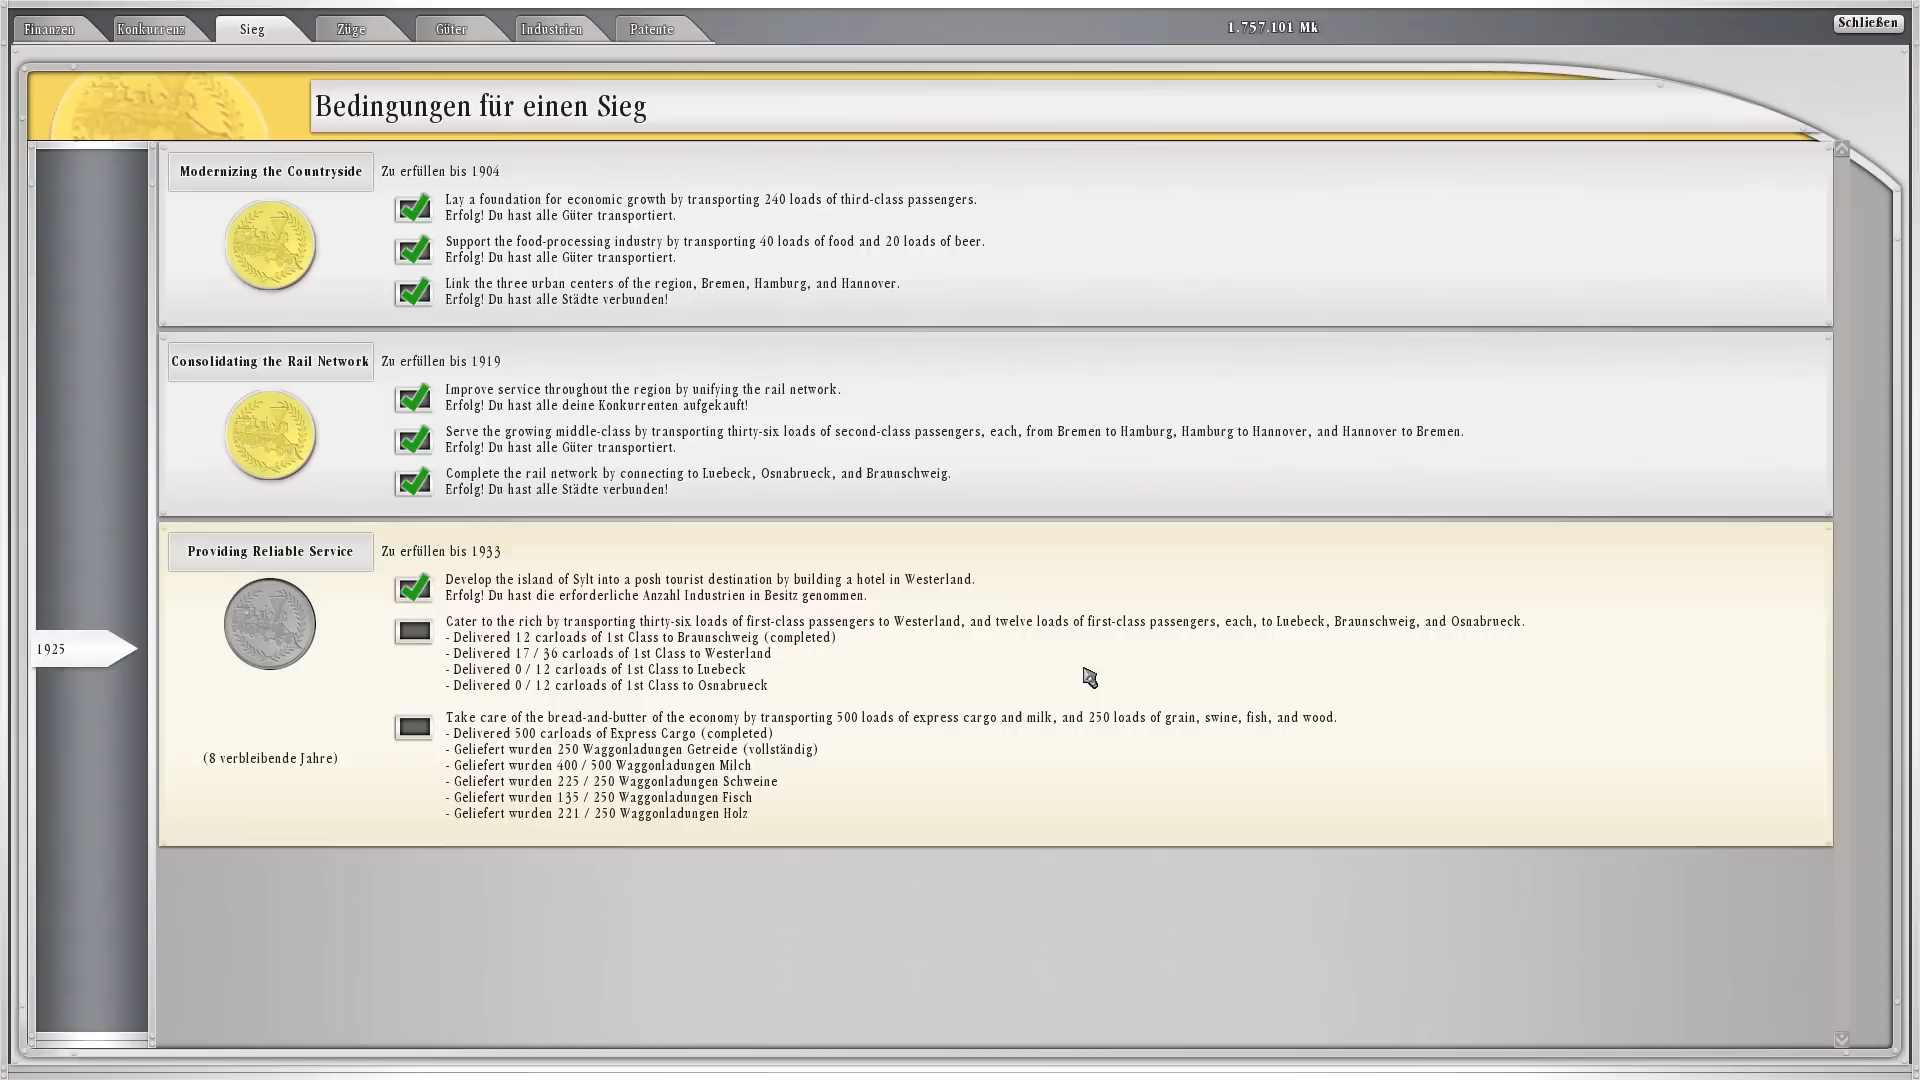 Finanzen Konkurrenz Sieg Züge Güter Industrien Patente 1.757.101 Mk Schließen
Bedingungen für einen Sieg
Modernizing the Countryside Zu erfüllen bis 1904
Lay a foundation for economic growth by transporting 240 loads of third-class passengers.
Erfolg! Du hast alle Güter transportiert.
Support the food-processing industry by transporting 40 loads of food and 20 loads of beer.
Erfolg! Du hast alle Güter transportiert.
Link the three urban centers of the region, Bremen, Hamburg, and Hannover.
Erfolg! Du hast alle Städte verbunden!
Consolidating the Rail Network Zu erfüllen bis 1919
Improve service throughout the region by unifying the rail network.
Erfolg! Du hast alle deine Konkurrenten aufgekauft!
Serve the growing middle-class by transporting thirty-six loads of second-class passengers, each, from Bremen to Hamburg, Hamburg to Hannover, and Hannover to Bremen.
Erfolg! Du hast alle Güter transportiert.
Complete the rail network by connecting to Luebeck, Osnabrueck, and Braunschweig.
Erfolg! Du hast alle Städte verbunden!
Providing Reliable Service Zu erfüllen bis 1933
Develop the island of Sylt into a posh tourist destination by building a hotel in Westerland.
Erfolg! Du hast die erforderliche Anzahl Industrien in Besitz genommen.
Cater to the rich by transporting thirty-six loads of first-class passengers to Westerland, and twelve loads of first-class passengers, each, to Luebeck, Braunschweig, and Osnabrueck.
- Delivered 12 carloads of 1st Class to Braunschweig (completed)
- Delivered 17 / 36 carloads of 1st Class to Westerland
- Delivered 0 / 12 carloads of 1st Class to Luebeck
- Delivered 0 / 12 carloads of 1st Class to Osnabrueck
1925
Take care of the bread-and-butter of the economy by transporting 500 loads of express cargo and milk, and 250 loads of grain, swine, fish, and wood.
- Delivered 500 carloads of Express Cargo (completed)
- Geliefert wurden 250 Waggonladungen Getreide (vollständig)
(8 verbleibende Jahre)
- Geliefert wurden 400 / 500 Waggonladungen Milch
- Geliefert wurden 225 / 250 Waggonladungen Schweine
- Geliefert wurden 135 / 250 Waggonladungen Fisch
- Geliefert wurden 221 / 250 Waggonladungen Holz